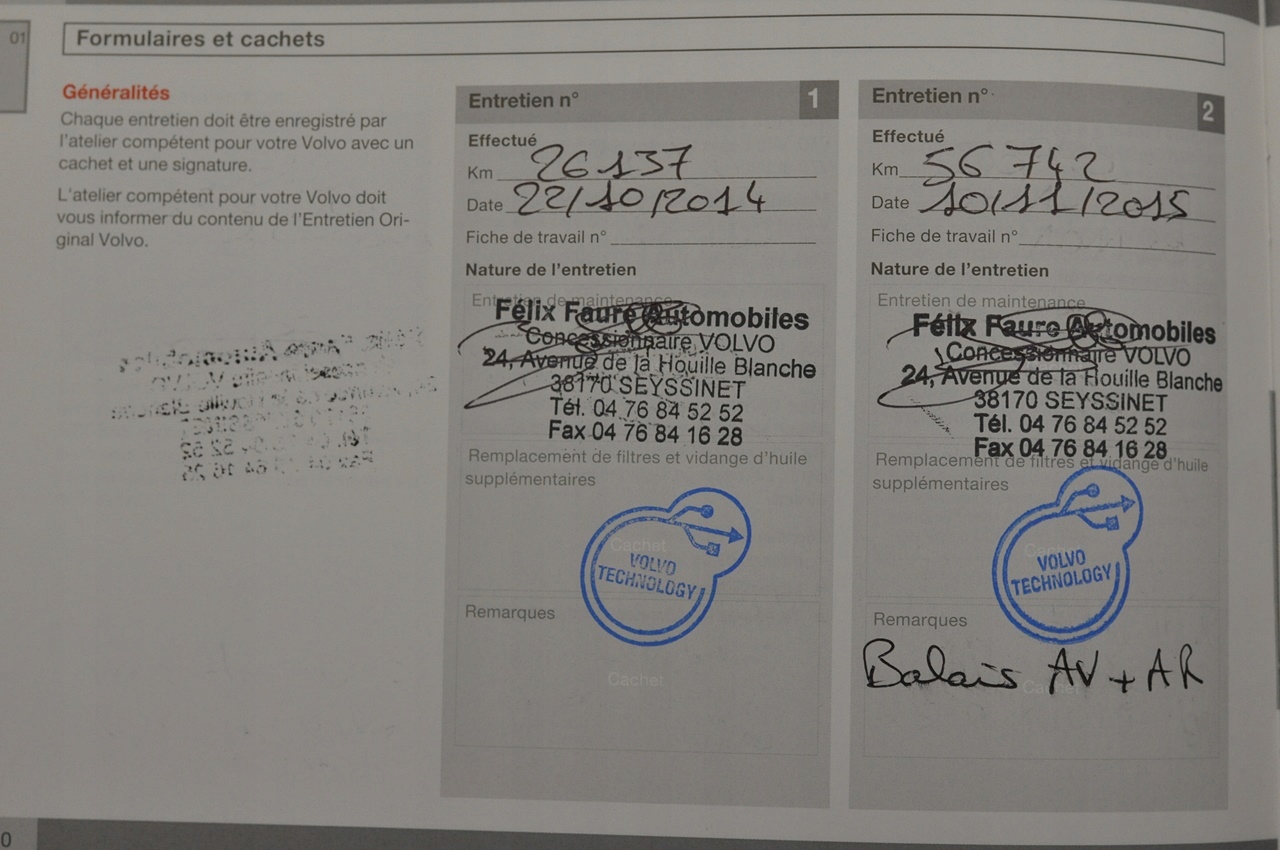 01
Formulaires et cachets
Généralités
Chaque entretien doit être enregistré par
l'atelier compétent pour votre Volvo avec un
cachet et une signature.
L'atelier compétent pour votre Volvo doit
vous informer du contenu de l'Entretien Ori-
ginal Volvo.
Entretien n° 1
Effectué
Km 26137
Date 22/10/2014
Fiche de travail n°
Nature de l'entretien
Entretien de maintenance
Félix Faure Automobiles
Concessionnaire VOLVO
24, Avenue de la Houille Blanche
38170 SEYSSINET
Tél. 04 76 84 52 52
Fax 04 76 84 16 28
Remplacement de filtres et vidange d'huile
supplémentaires
Cachet
VOLVO
TECHNOLOGY
Remarques
Cachet
Entretien n° 2
Effectué
Km 56742
Date 10/11/2015
Fiche de travail n°
Nature de l'entretien
Entretien de maintenance
Félix Faure Automobiles
Concessionnaire VOLVO
24, Avenue de la Houille Blanche
38170 SEYSSINET
Tél. 04 76 84 52 52
Fax 04 76 84 16 28
Remplacement de filtres et vidange d'huile
supplémentaires
Cachet
VOLVO
TECHNOLOGY
Remarques
Balais AV + AR
Cachet
0